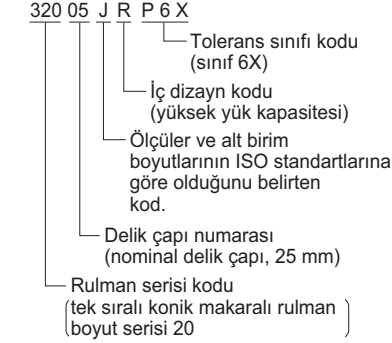 320 05 J R P 6 X
Tolerans sınıfı kodu
(sınıf 6X)
İç dizayn kodu
(yüksek yük kapasitesi)
Ölçüler ve alt birim
boyutlarının ISO standartlarına
göre olduğunu belirten
kod.
Delik çapı numarası
(nominal delik çapı, 25 mm)
Rulman serisi kodu
(tek sıralı konik makaralı rulman
boyut serisi 20)